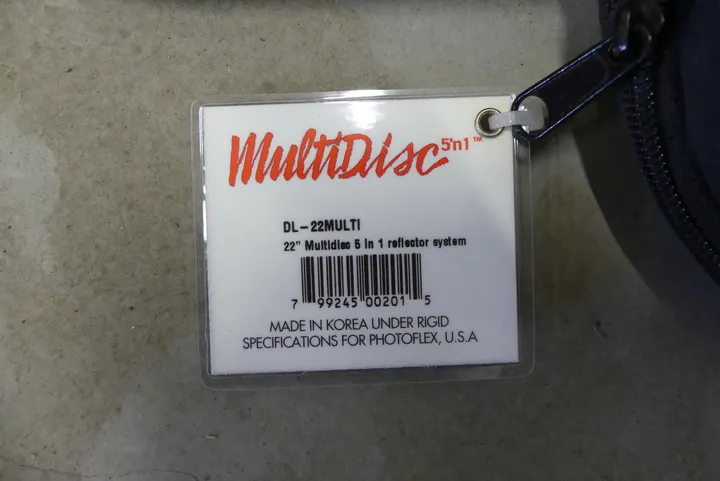 MultiDisc 5'n1™
DL-22MULTI
22" Multidisc 5 in 1 reflector system
7 99245 00201 5
MADE IN KOREA UNDER RIGID
SPECIFICATIONS FOR PHOTOFLEX, U.S.A